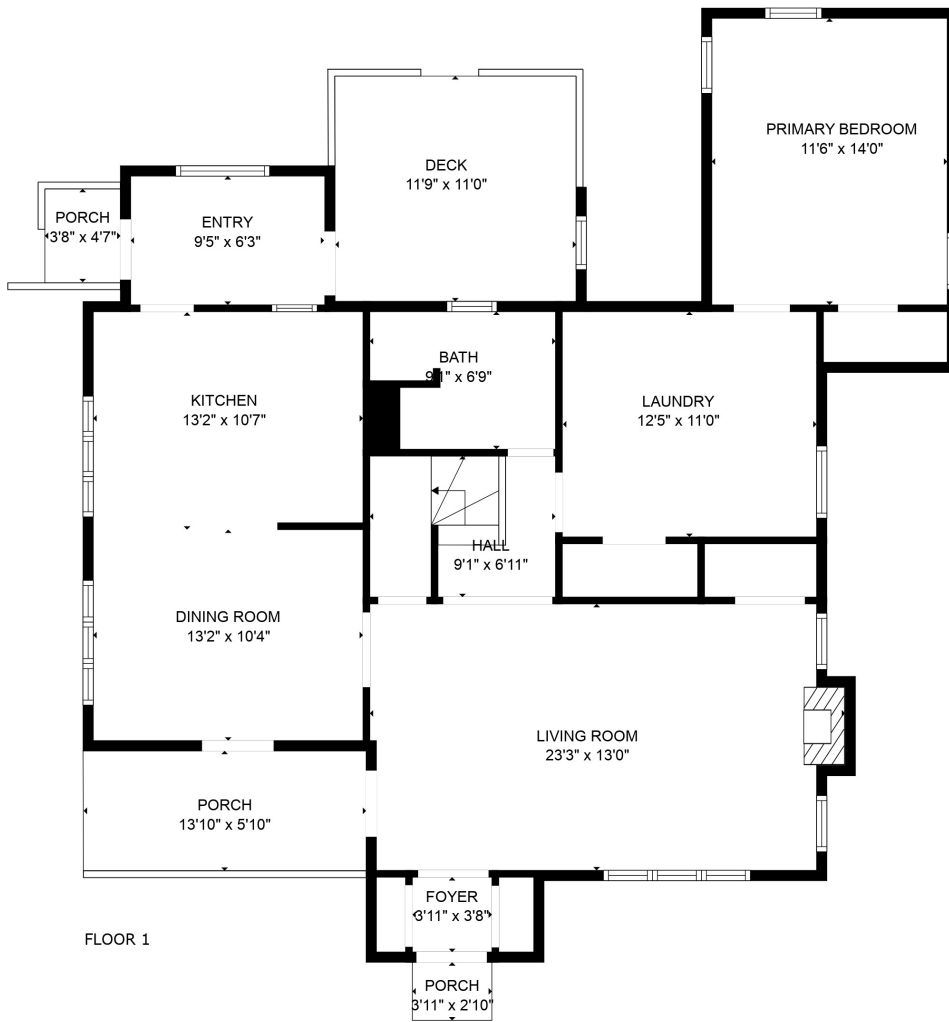 PRIMARY BEDROOM
11'6" x 14'0"
DECK
11'9" x 11'0"
PORCH
3'8" x 4'7"
ENTRY
9'5" x 6'3"
BATH
9'1" x 6'9"
KITCHEN
13'2" x 10'7"
LAUNDRY
12'5" x 11'0"
HALL
9'1" x 6'11"
DINING ROOM
13'2" x 10'4"
LIVING ROOM
23'3" x 13'0"
PORCH
13'10" x 5'10"
FOYER
3'11" x 3'8"
FLOOR 1
PORCH
3'11" x 2'10"